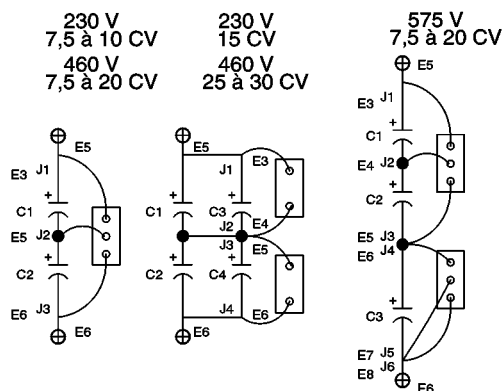 230 V
7,5 à 10 CV
460 V
7,5 à 20 CV
E5
E3
J1
+
C1
E5
J2
+
C2
J3
E6
E6
230 V
15 CV
460 V
25 à 30 CV
E5
J1
E3
+
+
C1
C3
J2
E4
J3
E5
+
+
C2
C4
J4
E6
E6
575 V
7,5 à 20 CV
E5
E3
J1
+
C1
E4
J2
+
C2
E5
J3
E6
J4
+
C3
E7
J5
E8
J6
E6